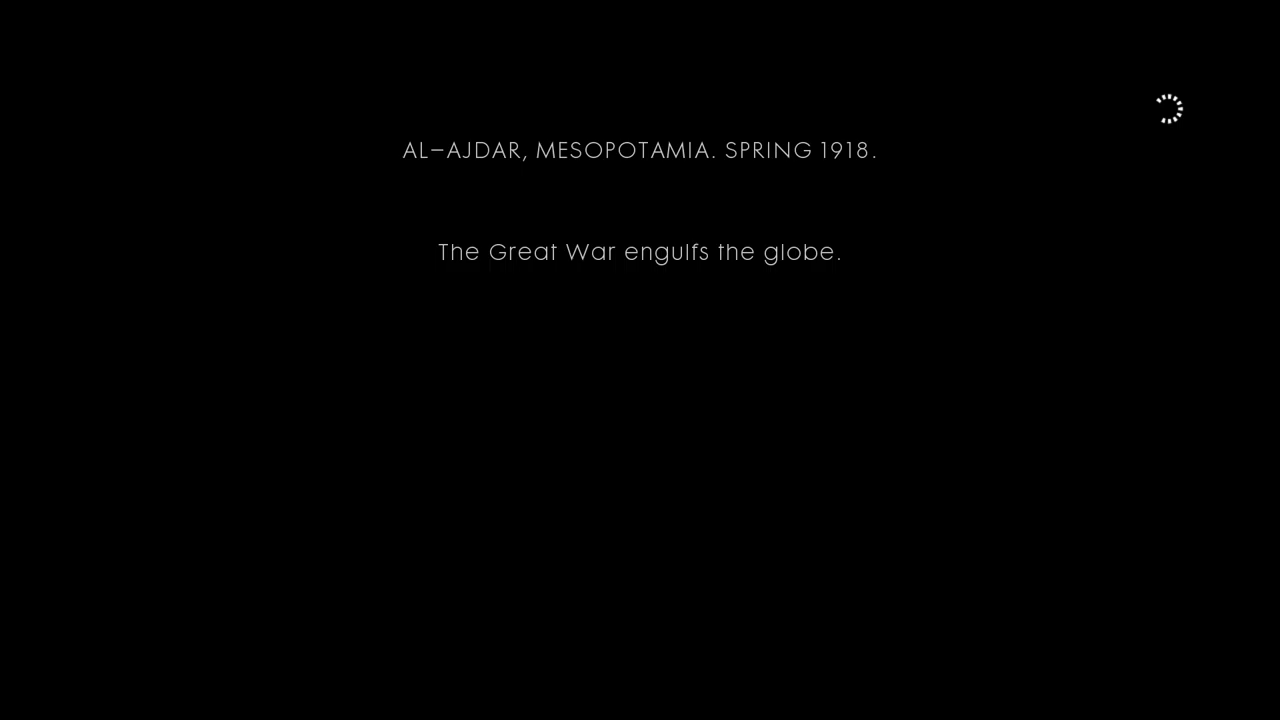 AL-AJDAR, MESOPOTAMIA. SPRING 1918.
The Great War engulfs the globe.